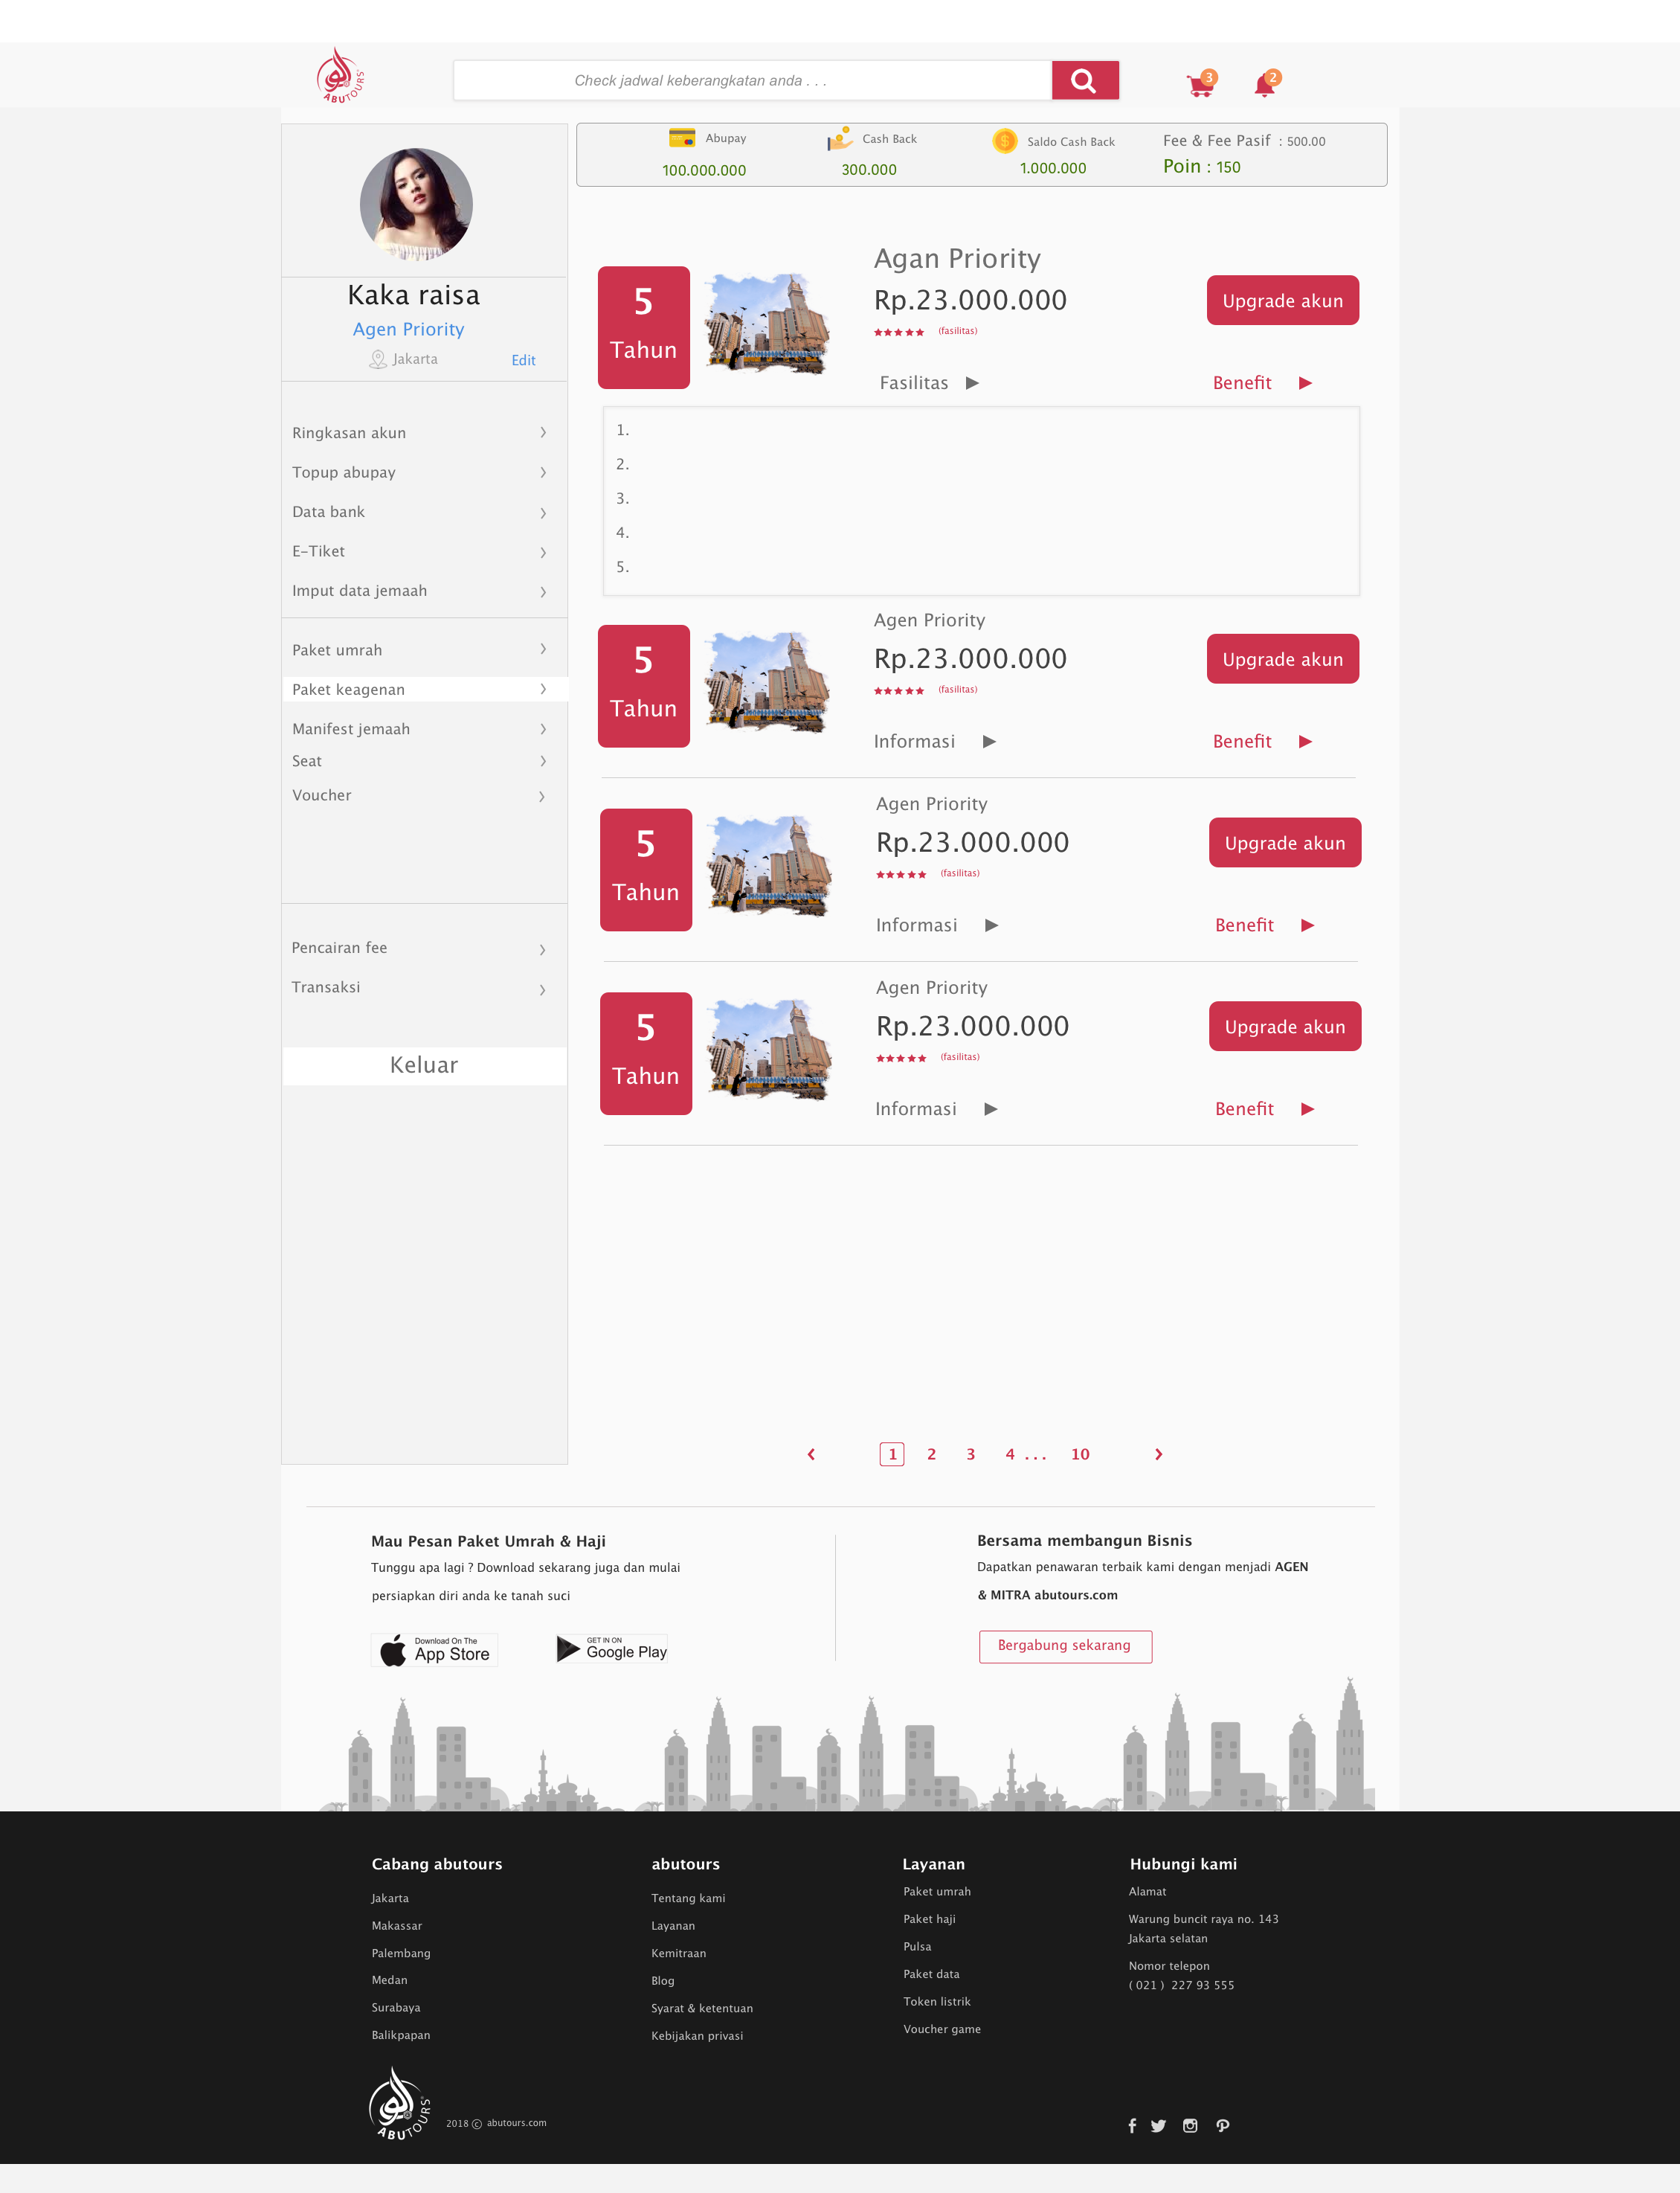 ABUTOURS
Check jadwal keberangkatan anda . . .
3
2
Kaka raisa
Agen Priority
Jakarta
Edit
Ringkasan akun
Topup abupay
Data bank
E-Tiket
Imput data jemaah
Paket umrah
Paket keagenan
Manifest jemaah
Seat
Voucher
Pencairan fee
Transaksi
Keluar
Abupay
100.000.000
Cash Back
300.000
Saldo Cash Back
1.000.000
Fee & Fee Pasif : 500.00
Poin : 150
5
Tahun
Agan Priority
Rp.23.000.000
(fasilitas)
Upgrade akun
Fasilitas
Benefit
1.
2.
3.
4.
5.
5
Tahun
Agen Priority
Rp.23.000.000
(fasilitas)
Upgrade akun
Informasi
Benefit
5
Tahun
Agen Priority
Rp.23.000.000
(fasilitas)
Upgrade akun
Informasi
Benefit
5
Tahun
Agen Priority
Rp.23.000.000
(fasilitas)
Upgrade akun
Informasi
Benefit
1 2 3 4 . . . 10
Mau Pesan Paket Umrah & Haji
Tunggu apa lagi ? Download sekarang juga dan mulai
persiapkan diri anda ke tanah suci
Download On The
App Store
GET IN ON
Google Play
Bersama membangun Bisnis
Dapatkan penawaran terbaik kami dengan menjadi AGEN
& MITRA abutours.com
Bergabung sekarang
Cabang abutours
Jakarta
Makassar
Palembang
Medan
Surabaya
Balikpapan
abutours
Tentang kami
Layanan
Kemitraan
Blog
Syarat & ketentuan
Kebijakan privasi
Layanan
Paket umrah
Paket haji
Pulsa
Paket data
Token listrik
Voucher game
Hubungi kami
Alamat
Warung buncit raya no. 143
Jakarta selatan
Nomor telepon
( 021 ) 227 93 555
ABUTOURS
2018 © abutours.com